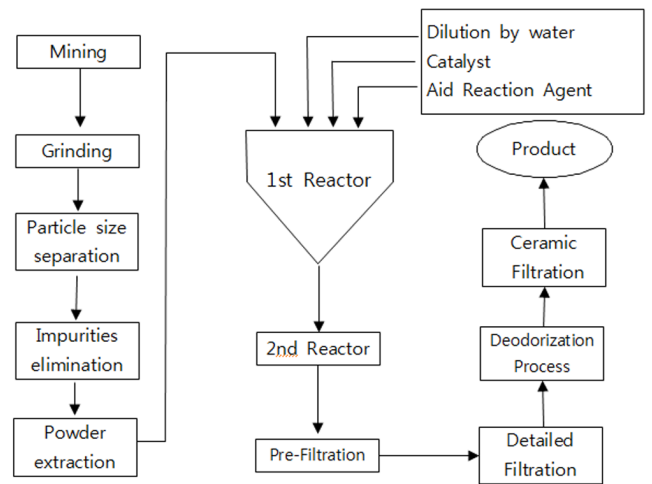 Mining
Grinding
Particle size
separation
Impurities
elimination
Powder
extraction
Dilution by water
Catalyst
Aid Reaction Agent
1st Reactor
2nd Reactor
Pre-Filtration
Detailed
Filtration
Deodorization
Process
Ceramic
Filtration
Product